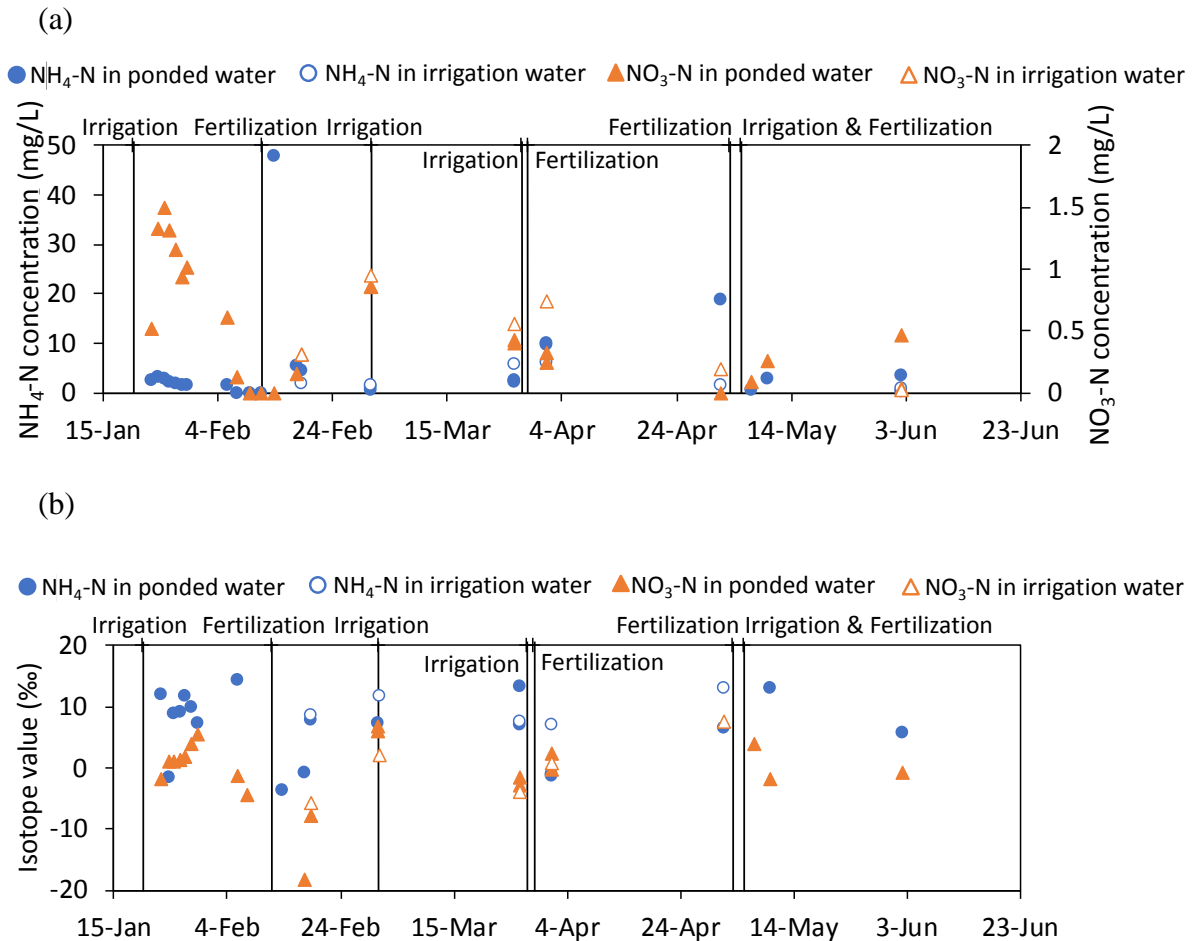 (a)
NH₄-N in ponded water NH₄-N in irrigation water NO₃-N in ponded water NO₃-N in irrigation water
Irrigation Fertilization Irrigation Fertilization Irrigation & Fertilization
Irrigation Fertilization
NH₄-N concentration (mg/L)
50
40
30
20
10
0
NO₃-N concentration (mg/L)
2
1.5
1
0.5
0
15-Jan 4-Feb 24-Feb 15-Mar 4-Apr 24-Apr 14-May 3-Jun 23-Jun
(b)
NH₄-N in ponded water NH₄-N in irrigation water NO₃-N in ponded water NO₃-N in irrigation water
Irrigation Fertilization Irrigation Fertilization Irrigation & Fertilization
Irrigation Fertilization
Isotope value (‰)
20
10
0
-10
-20
15-Jan 4-Feb 24-Feb 15-Mar 4-Apr 24-Apr 14-May 3-Jun 23-Jun